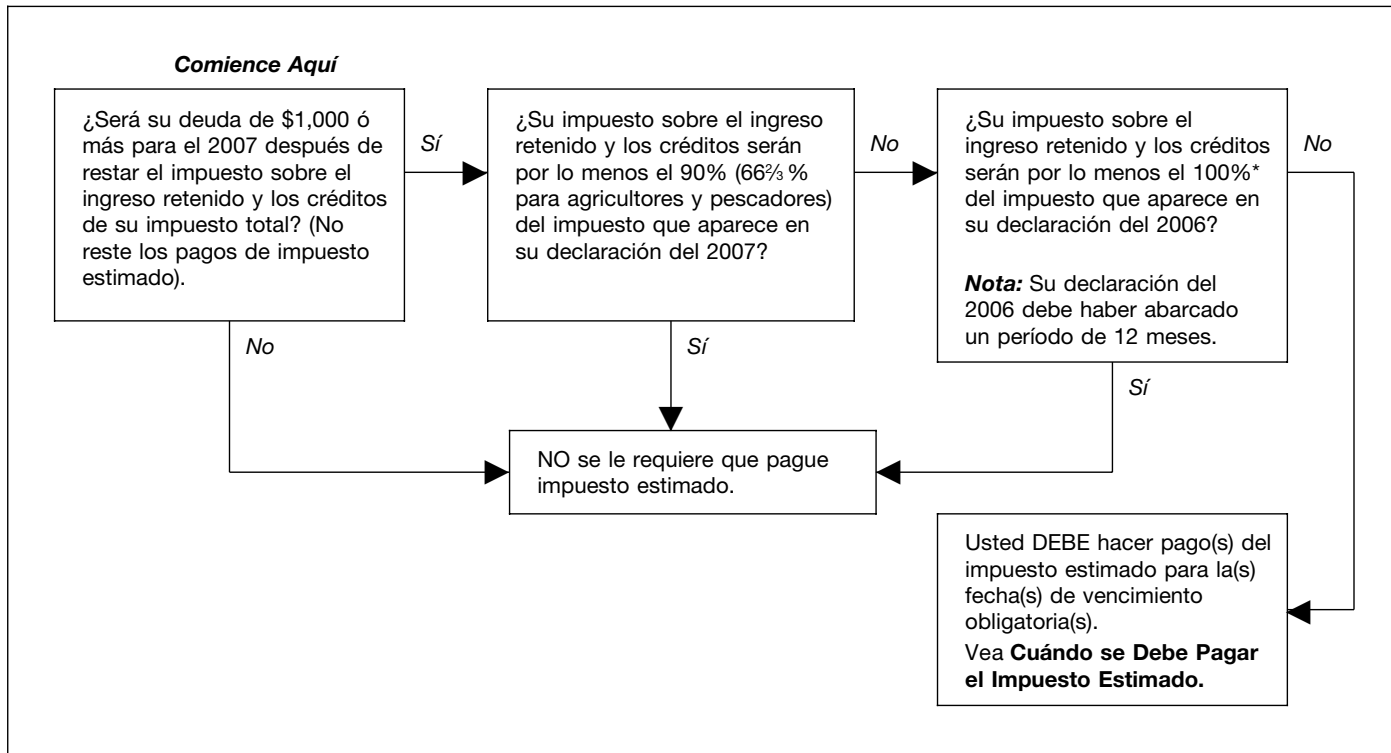 Comience Aquí
¿Será su deuda de $1,000 ó
más para el 2007 después de
restar el impuesto sobre el
ingreso retenido y los créditos
de su impuesto total? (No
reste los pagos de impuesto
estimado).
Sí
¿Su impuesto sobre el ingreso
retenido y los créditos serán
por lo menos el 90% (66⅔ %
para agricultores y pescadores)
del impuesto que aparece en
su declaración del 2007?
No
¿Su impuesto sobre el
ingreso retenido y los créditos
serán por lo menos el 100%*
del impuesto que aparece en
su declaración del 2006?
Nota: Su declaración del
2006 debe haber abarcado
un período de 12 meses.
No
No
Sí
Sí
NO se le requiere que pague
impuesto estimado.
Usted DEBE hacer pago(s) del
impuesto estimado para la(s)
fecha(s) de vencimiento
obligatoria(s).
Vea Cuándo se Debe Pagar
el Impuesto Estimado.